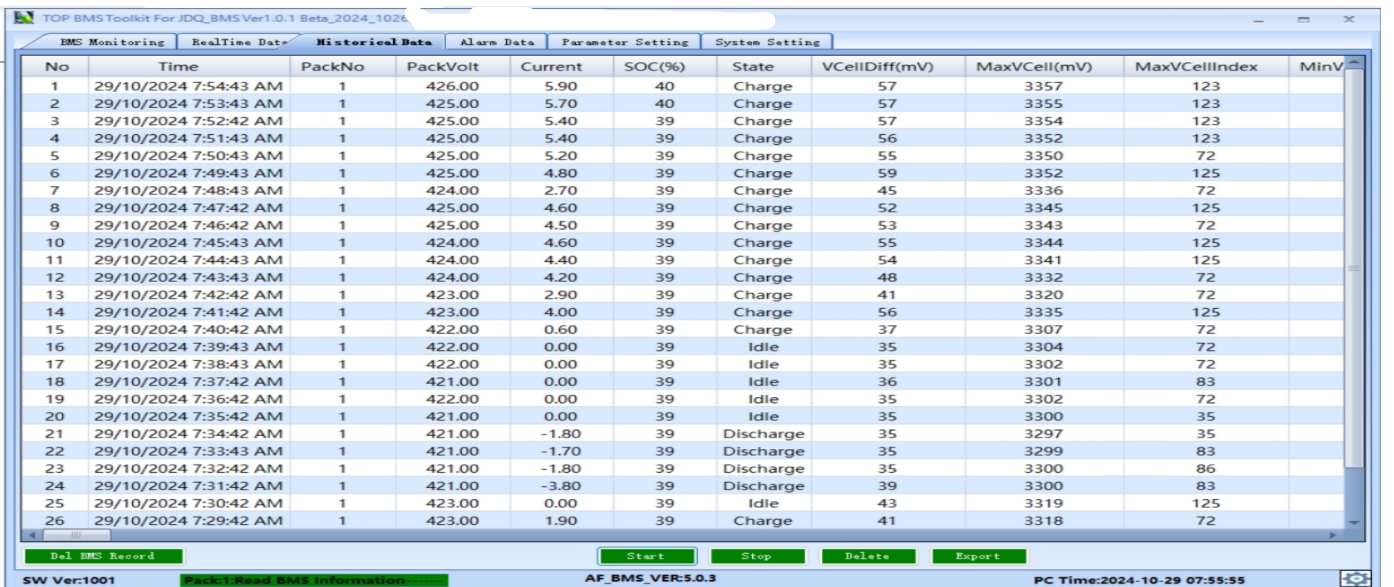 TOP BMS Toolkit For JDQ_BMS Ver1.0.1 Beta_2024_1026
BMS Monitoring RealTime Data Historical Data Alarm Data Parameter Setting System Setting
No Time PackNo PackVolt Current SOC(%) State VCellDiff(mV) MaxVCell(mV) MaxVCellIndex MinV
1 29/10/2024 7:54:43 AM 1 426.00 5.90 40 Charge 57 3357 123
2 29/10/2024 7:53:43 AM 1 425.00 5.70 40 Charge 57 3355 123
3 29/10/2024 7:52:42 AM 1 425.00 5.40 39 Charge 57 3354 123
4 29/10/2024 7:51:43 AM 1 425.00 5.40 39 Charge 56 3352 123
5 29/10/2024 7:50:43 AM 1 425.00 5.20 39 Charge 55 3350 72
6 29/10/2024 7:49:43 AM 1 425.00 4.80 39 Charge 59 3352 125
7 29/10/2024 7:48:43 AM 1 424.00 2.70 39 Charge 45 3336 72
8 29/10/2024 7:47:42 AM 1 425.00 4.60 39 Charge 52 3345 125
9 29/10/2024 7:46:42 AM 1 425.00 4.50 39 Charge 53 3343 72
10 29/10/2024 7:45:43 AM 1 424.00 4.60 39 Charge 55 3344 125
11 29/10/2024 7:44:43 AM 1 424.00 4.40 39 Charge 54 3341 125
12 29/10/2024 7:43:43 AM 1 424.00 4.20 39 Charge 48 3332 72
13 29/10/2024 7:42:42 AM 1 423.00 2.90 39 Charge 41 3320 72
14 29/10/2024 7:41:42 AM 1 423.00 4.00 39 Charge 56 3335 125
15 29/10/2024 7:40:42 AM 1 422.00 0.60 39 Charge 37 3307 72
16 29/10/2024 7:39:43 AM 1 422.00 0.00 39 Idle 35 3304 72
17 29/10/2024 7:38:43 AM 1 422.00 0.00 39 Idle 35 3302 72
18 29/10/2024 7:37:42 AM 1 421.00 0.00 39 Idle 36 3301 83
19 29/10/2024 7:36:42 AM 1 422.00 0.00 39 Idle 35 3302 72
20 29/10/2024 7:35:42 AM 1 421.00 0.00 39 Idle 35 3300 35
21 29/10/2024 7:34:42 AM 1 421.00 -1.80 39 Discharge 35 3297 35
22 29/10/2024 7:33:43 AM 1 421.00 -1.70 39 Discharge 35 3299 83
23 29/10/2024 7:32:42 AM 1 421.00 -1.80 39 Discharge 35 3300 86
24 29/10/2024 7:31:42 AM 1 421.00 -3.80 39 Discharge 39 3300 83
25 29/10/2024 7:30:42 AM 1 423.00 0.00 39 Idle 43 3319 125
26 29/10/2024 7:29:42 AM 1 423.00 1.90 39 Charge 41 3318 72
Del BMS Record Start Stop Delete Export
SW Ver:1001 Pack:1:Read BMS Information------ AF_BMS_VER:5.0.3 PC Time:2024-10-29 07:55:55